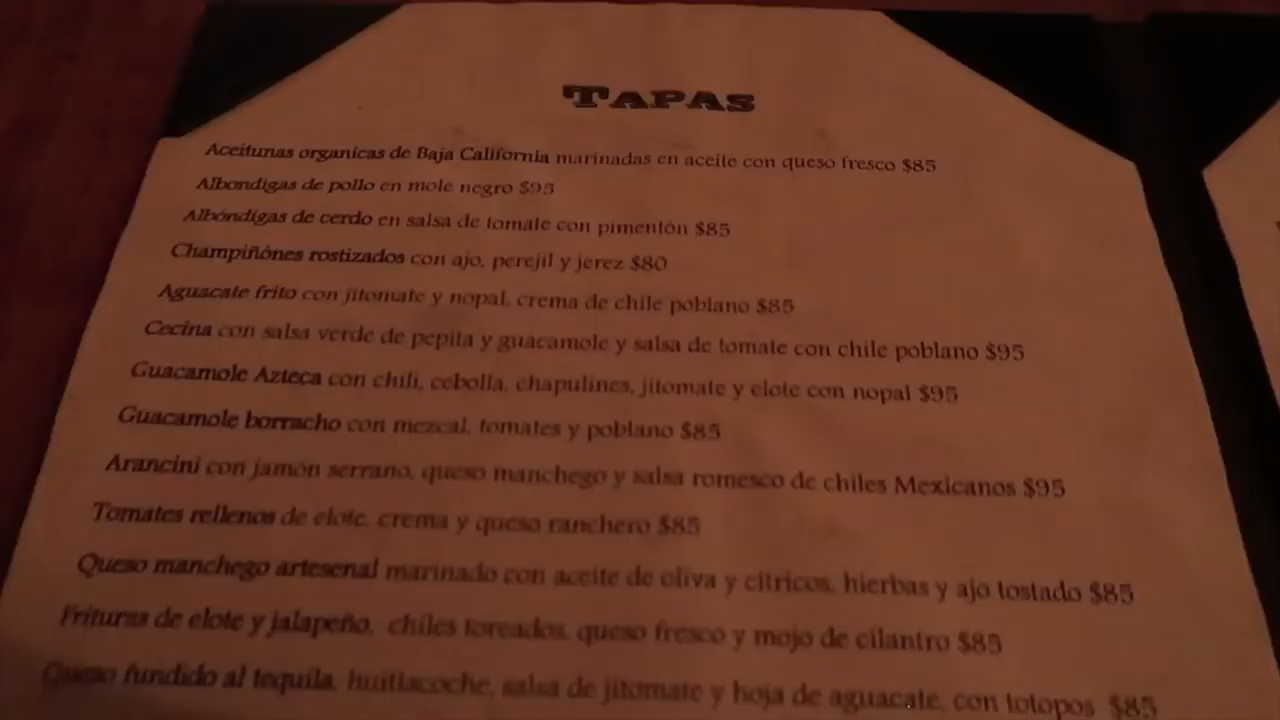 TAPAS
Aceitunas organicas de Baja California marinadas en aceite con queso fresco $85
Albondigas de pollo en mole negro $95
Albóndigas de cerdo en salsa de tomate con pimentón $85
Champiñónes rostizados con ajo, perejil y jerez $80
Aguacate frito con jitomate y nopal, crema de chile poblano $85
Cecina con salsa verde de pepita y guacamole y salsa de tomate con chile poblano $95
Guacamole Azteca con chili, cebolla, chapulines, jitomate y elote con nopal $95
Guacamole borracho con mezcal, tomates y poblano $85
Arancini con jamón serrano, queso manchego y salsa romesco de chiles Mexicanos $95
Tomates rellenos de elote, crema y queso ranchero $85
Queso manchego artesenal marinado con aceite de oliva y citricos, hierbas y ajo tostado $85
Frituras de elote y jalapeño, chiles toreados, queso fresco y mojo de cilantro $85
Queso fundido al tequila, huitlacoche, salsa de jitomate y hoja de aguacate, con totopos $85